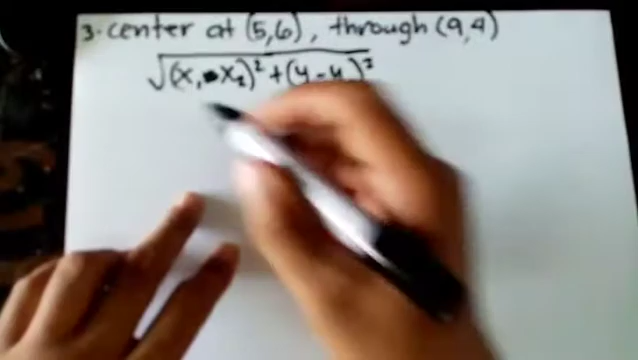 3. center at (5,6), through (9,4)
√(x₁-x₂)²+(y-y)²